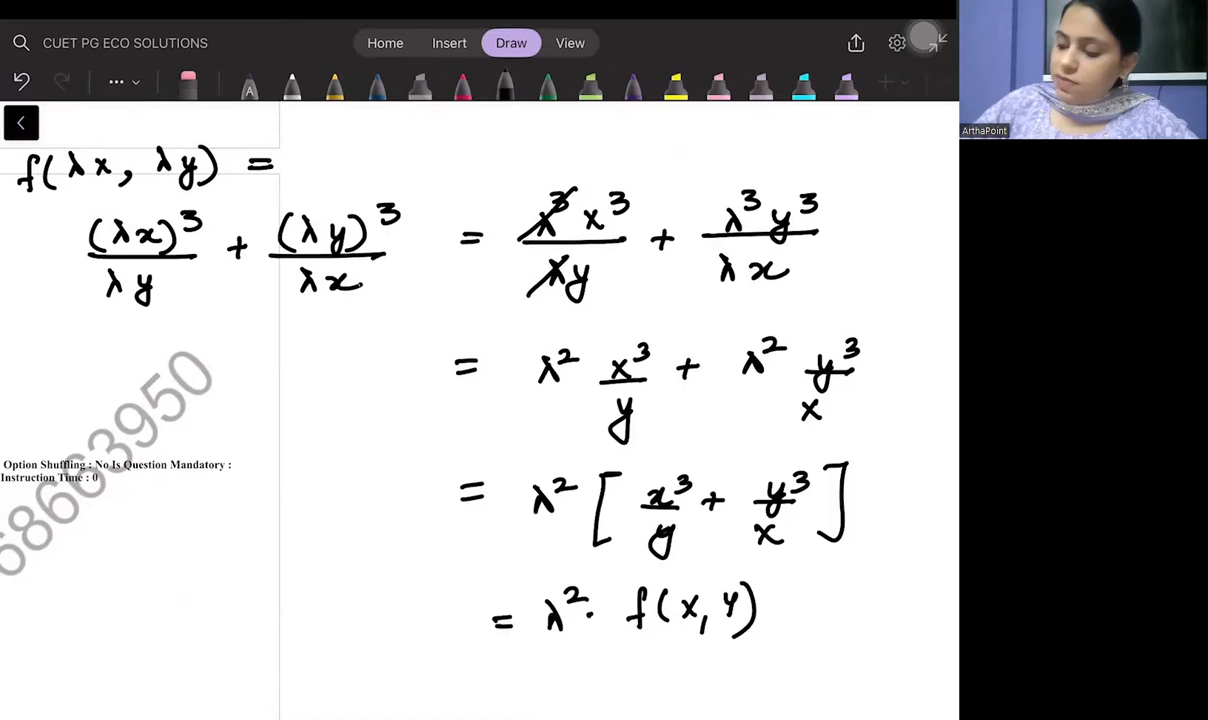 CUET PG ECO SOLUTIONS
Home Insert Draw View
A
ArthaPoint
f(λx, λy) =
(λx)³/λy + (λy)³/λx = λ³x³/λy + λ³y³/λx
= λ² x³/y + λ² y³/x
= λ² [x³/y + y³/x]
= λ². f(x, y)
68663950
Option Shuffling : No Is Question Mandatory :
Instruction Time : 0